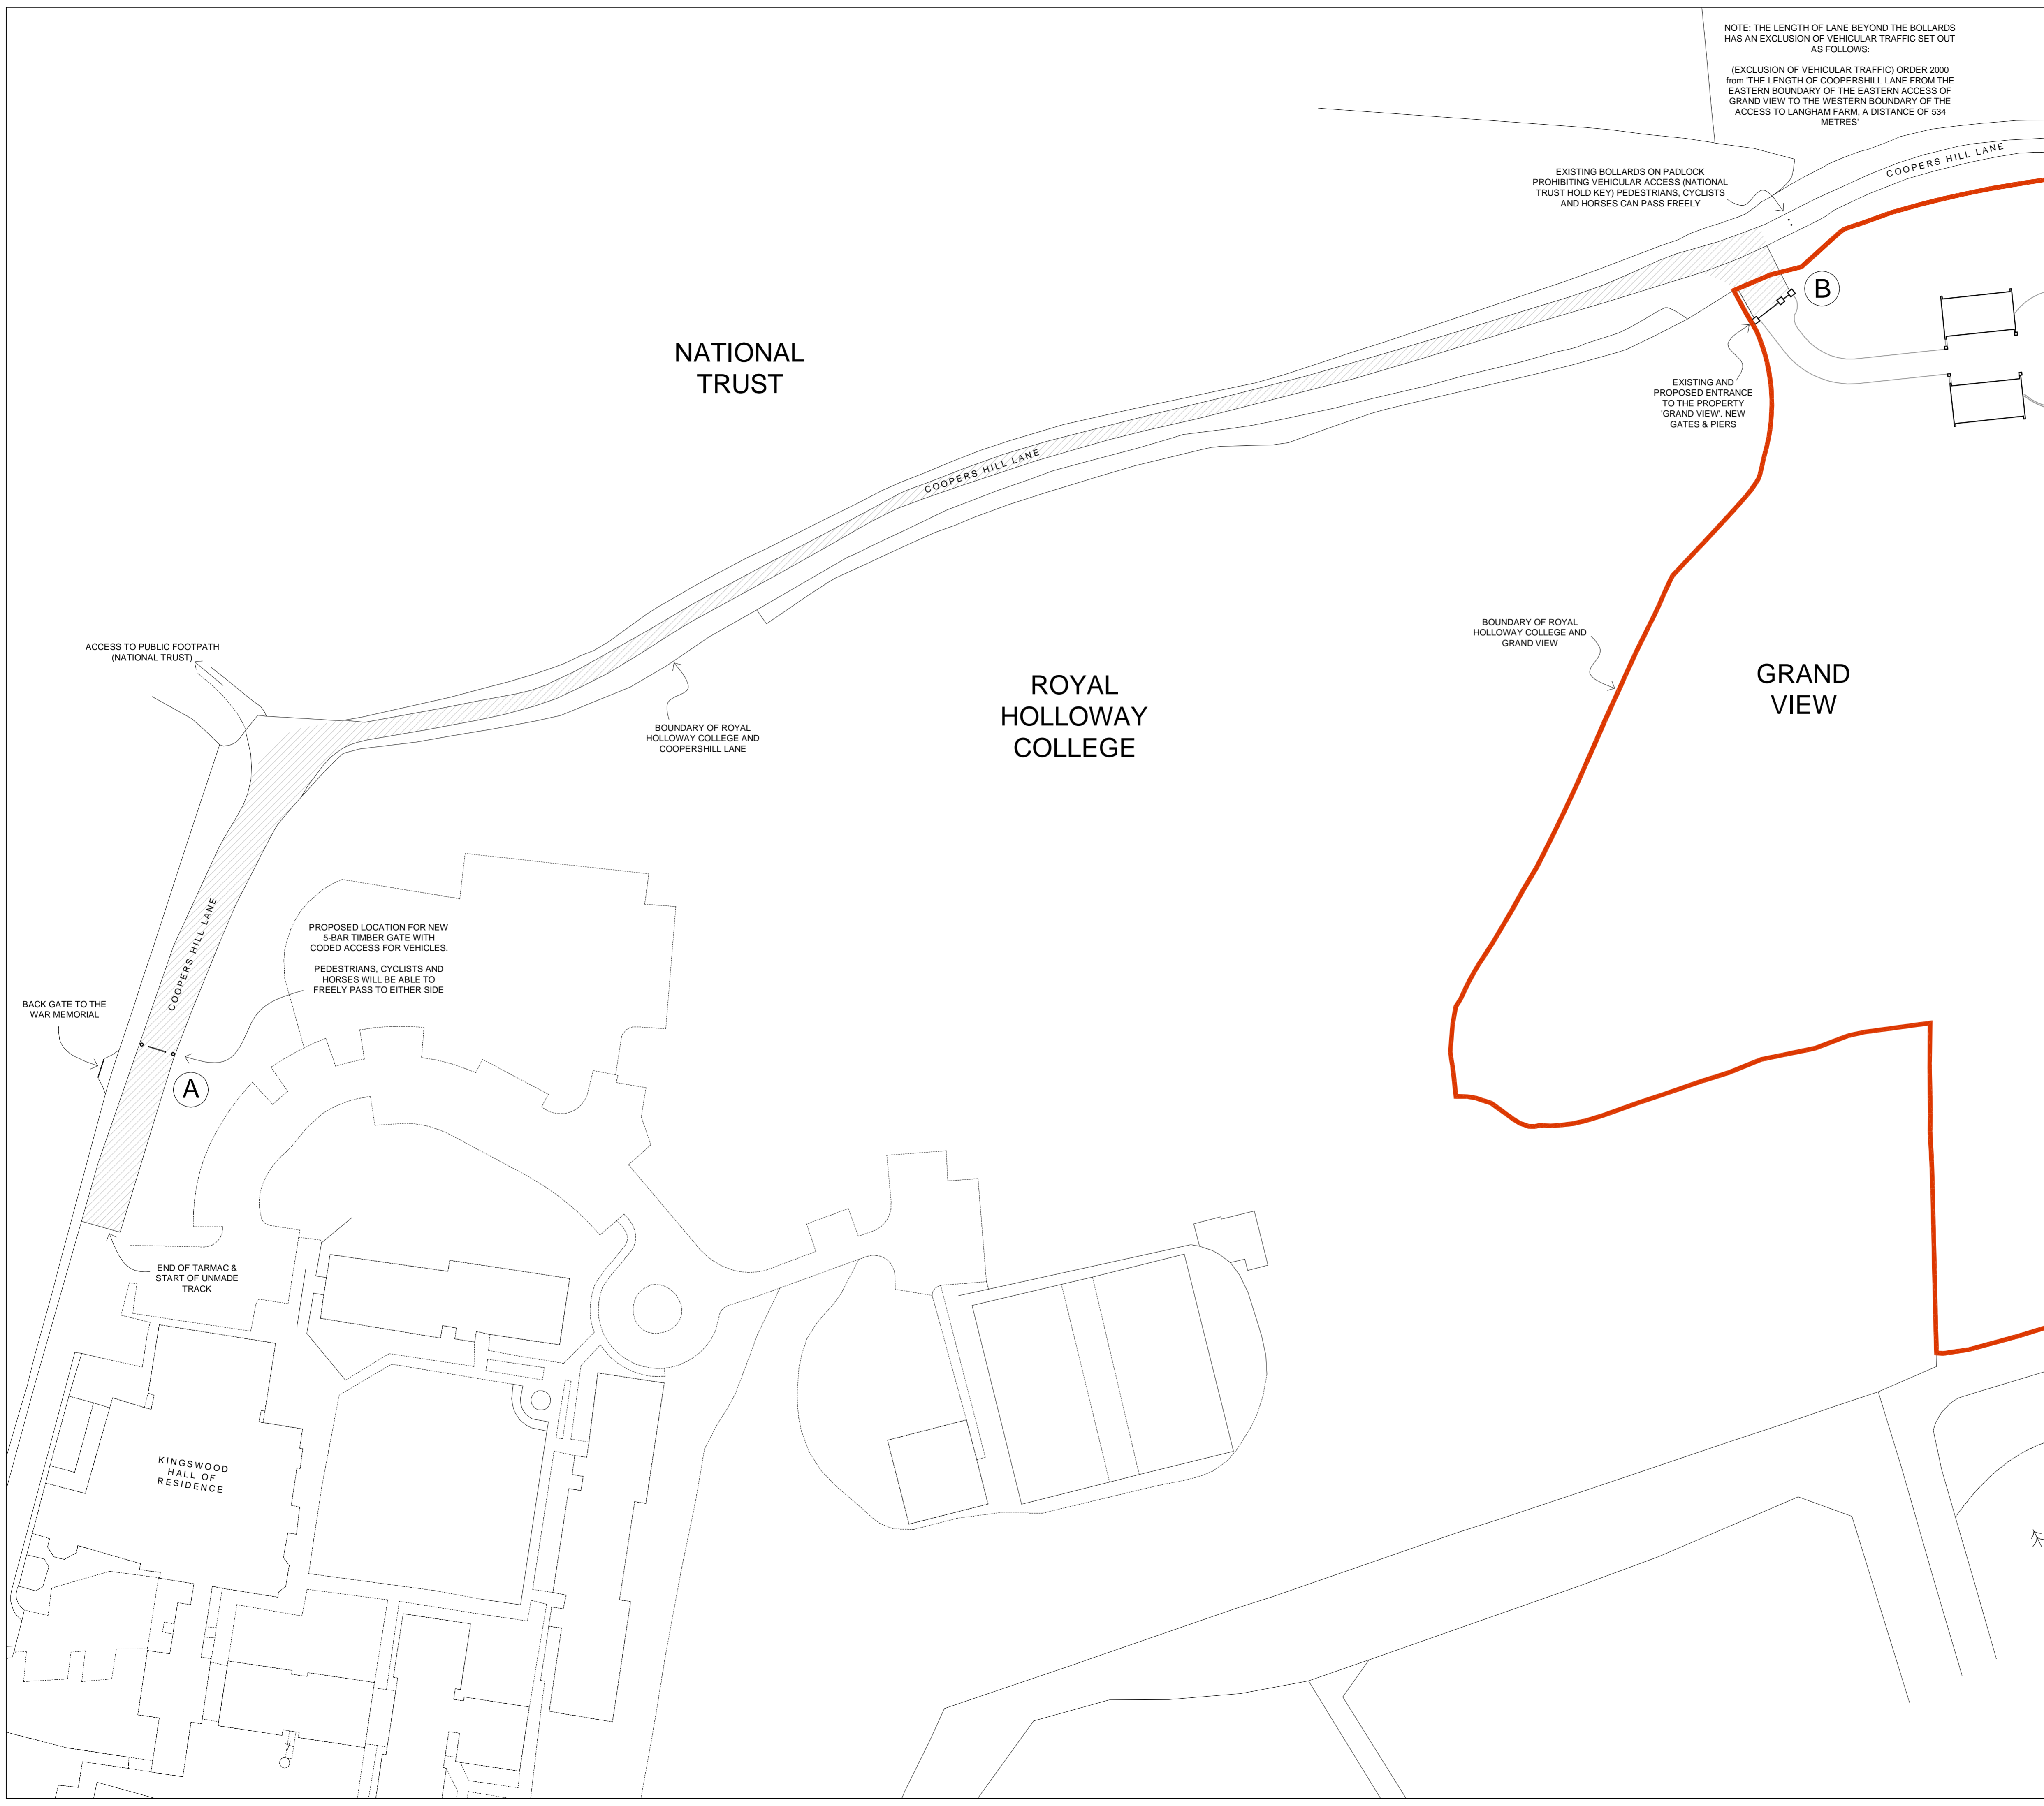 NOTE: THE LENGTH OF LANE BEYOND THE BOLLARDS
HAS AN EXCLUSION OF VEHICULAR TRAFFIC SET OUT
AS FOLLOWS:
(EXCLUSION OF VEHICULAR TRAFFIC) ORDER 2000
from 'THE LENGTH OF COOPERSHILL LANE FROM THE
EASTERN BOUNDARY OF THE EASTERN ACCESS OF
GRAND VIEW TO THE WESTERN BOUNDARY OF THE
ACCESS TO LANGHAM FARM, A DISTANCE OF 534
METRES'
COOPERS HILL LANE
EXISTING BOLLARDS ON PADLOCK
PROHIBITING VEHICULAR ACCESS (NATIONAL
TRUST HOLD KEY) PEDESTRIANS, CYCLISTS
AND HORSES CAN PASS FREELY
B
NATIONAL
TRUST
EXISTING AND
PROPOSED ENTRANCE
TO THE PROPERTY
'GRAND VIEW'. NEW
GATES & PIERS
COOPERS HILL LANE
ACCESS TO PUBLIC FOOTPATH
(NATIONAL TRUST)
BOUNDARY OF ROYAL
HOLLOWAY COLLEGE AND
GRAND VIEW
GRAND
VIEW
ROYAL
HOLLOWAY
COLLEGE
BOUNDARY OF ROYAL
HOLLOWAY COLLEGE AND
COOPERSHILL LANE
COOPERS HILL LANE
PROPOSED LOCATION FOR NEW
5-BAR TIMBER GATE WITH
CODED ACCESS FOR VEHICLES.
PEDESTRIANS, CYCLISTS AND
HORSES WILL BE ABLE TO
FREELY PASS TO EITHER SIDE
BACK GATE TO THE
WAR MEMORIAL
A
END OF TARMAC &
START OF UNMADE
TRACK
KINGSWOOD
HALL OF
RESIDENCE